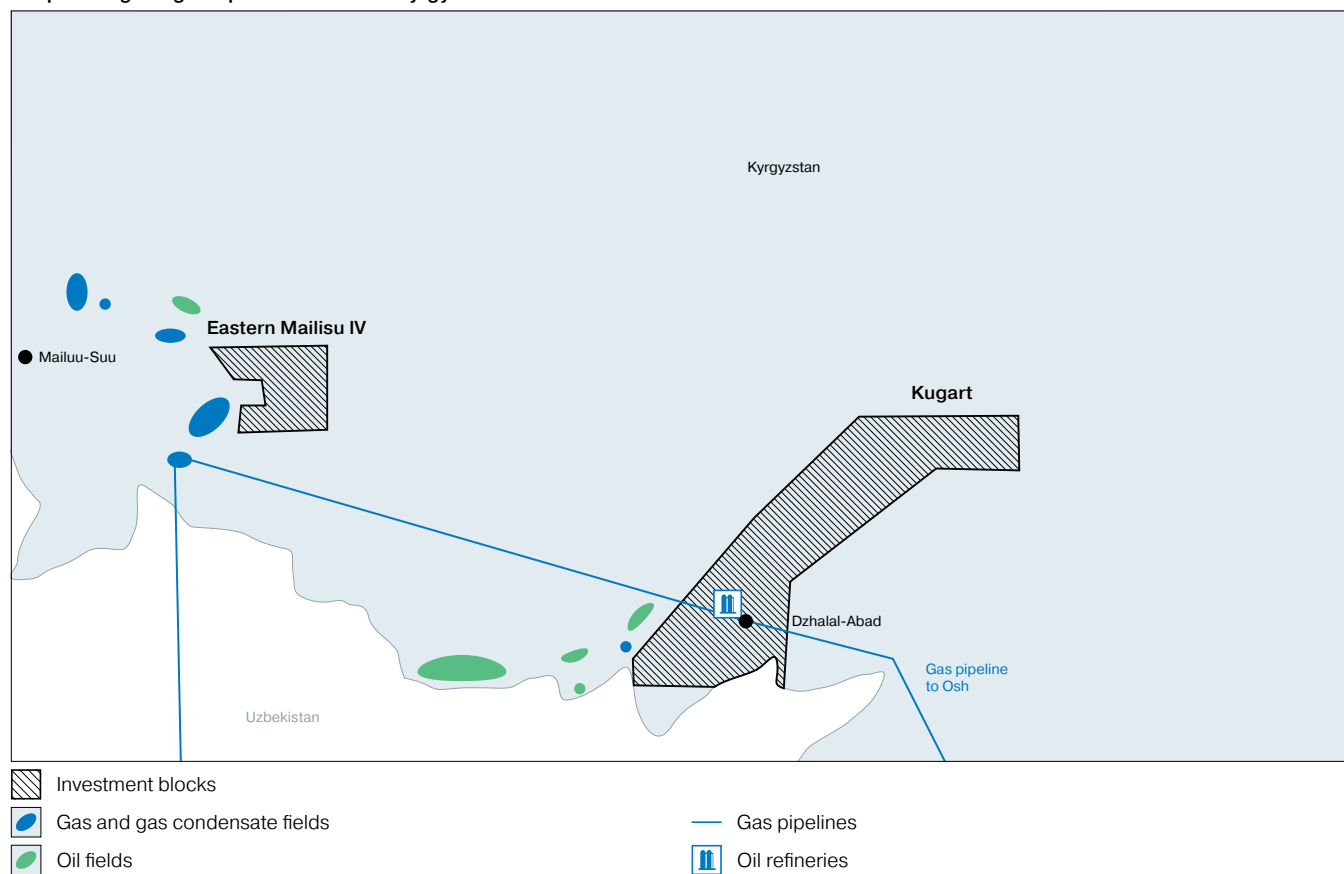 Kyrgyzstan
Eastern Mailisu IV
Mailuu-Suu
Kugart
Dzhalal-Abad
Gas pipeline
to Osh
Uzbekistan
Investment blocks
Gas and gas condensate fields
Oil fields
Gas pipelines
Oil refineries